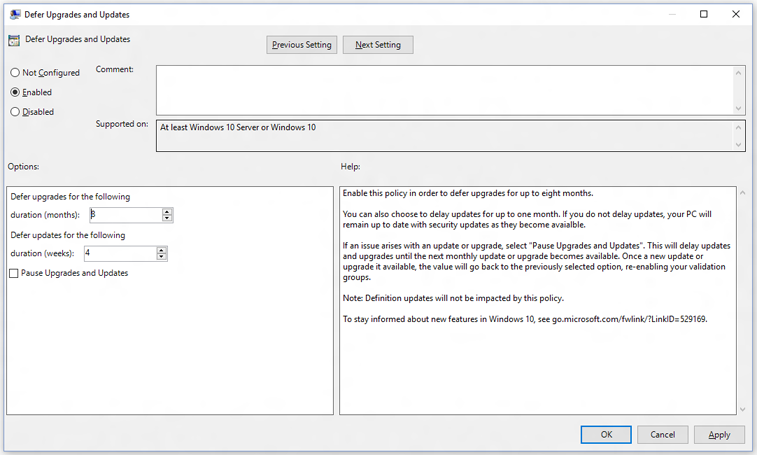 Defer Upgrades and Updates
Defer Upgrades and Updates
Previous Setting
Next Setting
Not Configured
Comment:
Enabled
Disabled
Supported on:
At least Windows 10 Server or Windows 10
Options:
Help:
Defer upgrades for the following
duration (months):
8
Defer updates for the following
duration (weeks):
4
Pause Upgrades and Updates
Enable this policy in order to defer upgrades for up to eight months.
You can also choose to delay updates for up to one month. If you do not delay updates, your PC will
remain up to date with security updates as they become avaialble.
If an issue arises with an update or upgrade, select "Pause Upgrades and Updates". This will delay updates
and upgrades until the next monthly update or upgrade becomes available. Once a new update or
upgrade it available, the value will go back to the previously selected option, re-enabling your validation
groups.
Note: Definition updates will not be impacted by this policy.
To stay informed about new features in Windows 10, see go.microsoft.com/fwlink/?LinkID=529169.
OK
Cancel
Apply